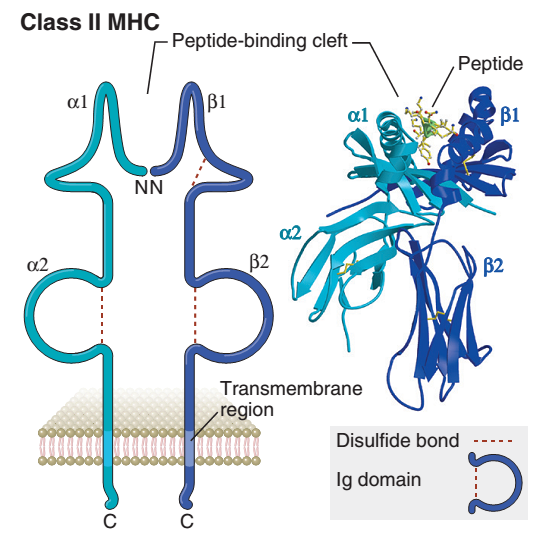 Class II MHC
Peptide-binding cleft
Peptide
α1
β1
α1
β1
NN
α2
β2
α2
β2
Transmembrane
region
Disulfide bond
Ig domain
C
C